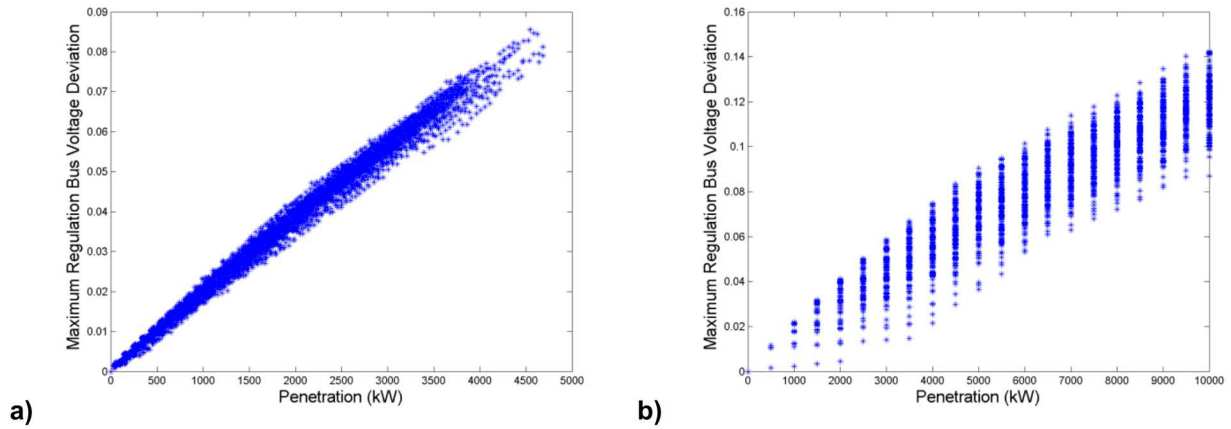 Maximum Regulation Bus Voltage Deviation
0.09
0.08
0.07
0.06
0.05
0.04
0.03
0.02
0.01
0
0 500 1000 1500 2000 2500 3000 3500 4000 4500 5000
Penetration (kW)
a)
Maximum Regulation Bus Voltage Deviation
0.16
0.14
0.12
0.1
0.08
0.06
0.04
0.02
0
0 1000 2000 3000 4000 5000 6000 7000 8000 9000 10000
Penetration (kW)
b)